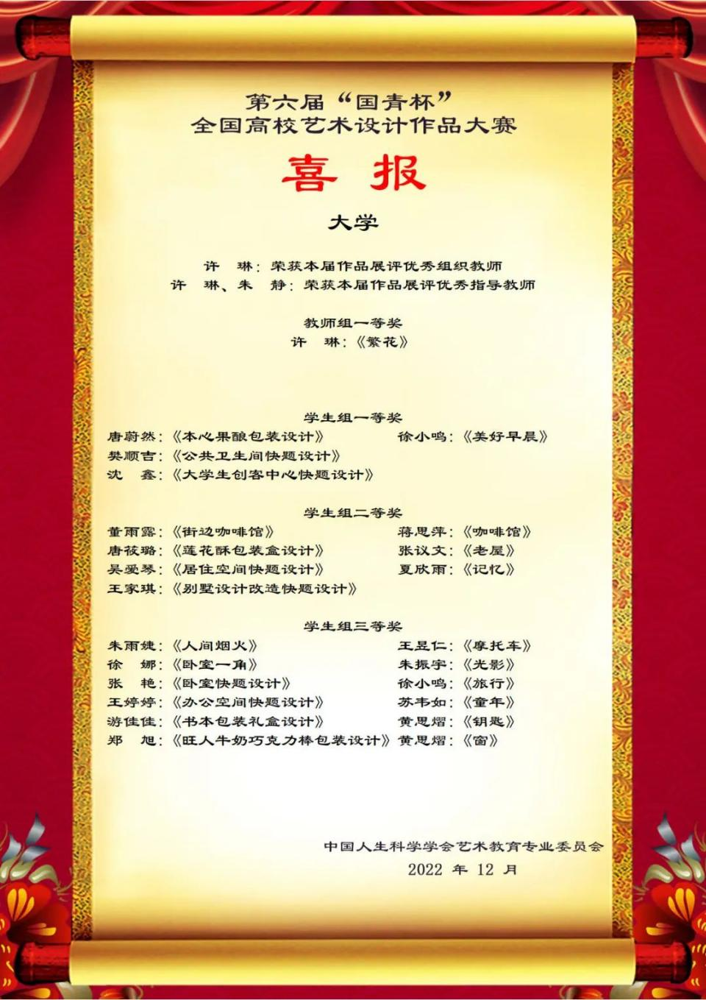 第六届“国青杯”
全国高校艺术设计作品大赛
喜 报
大学
许 琳：荣获本届作品展评优秀组织教师
许 琳、朱 静：荣获本届作品展评优秀指导教师
教师组一等奖
许 琳：《繁花》
学生组一等奖
唐蔚然：《本心果酿包装设计》 徐小鸣：《美好早晨》
樊顺吉：《公共卫生间快题设计》
沈 鑫：《大学生创客中心快题设计》
学生组二等奖
董雨露：《街边咖啡馆》 蒋思萍：《咖啡馆》
唐筱璐：《莲花酥包装盒设计》 张议文：《老屋》
吴爱琴：《居住空间快题设计》 夏欣雨：《记忆》
王家琪：《别墅设计改造快题设计》
学生组三等奖
朱雨婕：《人间烟火》 王昱仁：《摩托车》
徐 娜：《卧室一角》 朱振宇：《光影》
张 艳：《卧室快题设计》 徐小鸣：《旅行》
王婷婷：《办公空间快题设计》 苏韦如：《童年》
游佳佳：《书本包装礼盒设计》 黄思熠：《钥匙》
郑 旭：《旺人牛奶巧克力棒包装设计》 黄思熠：《窗》
中国人生科学学会艺术教育专业委员会
2022 年 12 月